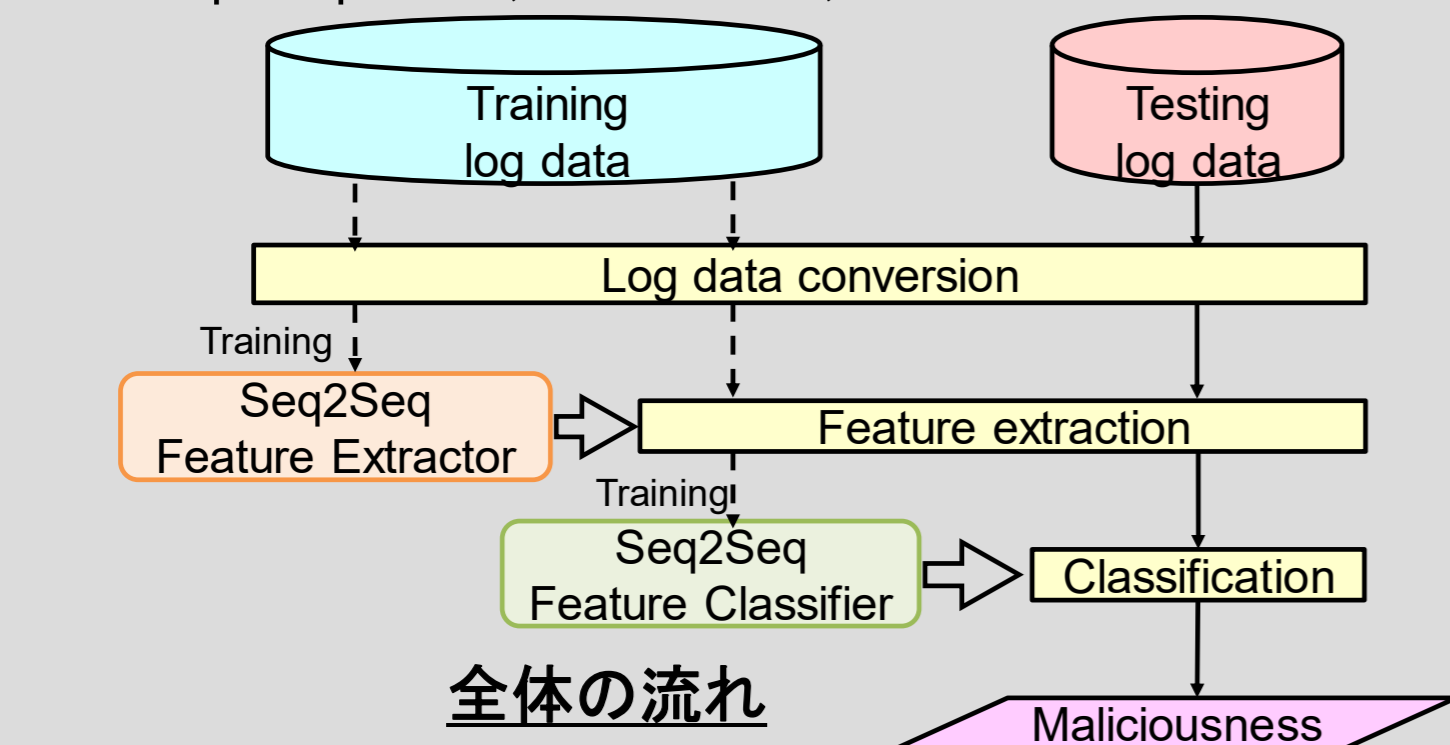 Training
log data
Testing
log data
Log data conversion
Training
Seq2Seq
Feature Extractor
Feature extraction
Training
Seq2Seq
Feature Classifier
Classification
全体の流れ
Maliciousness